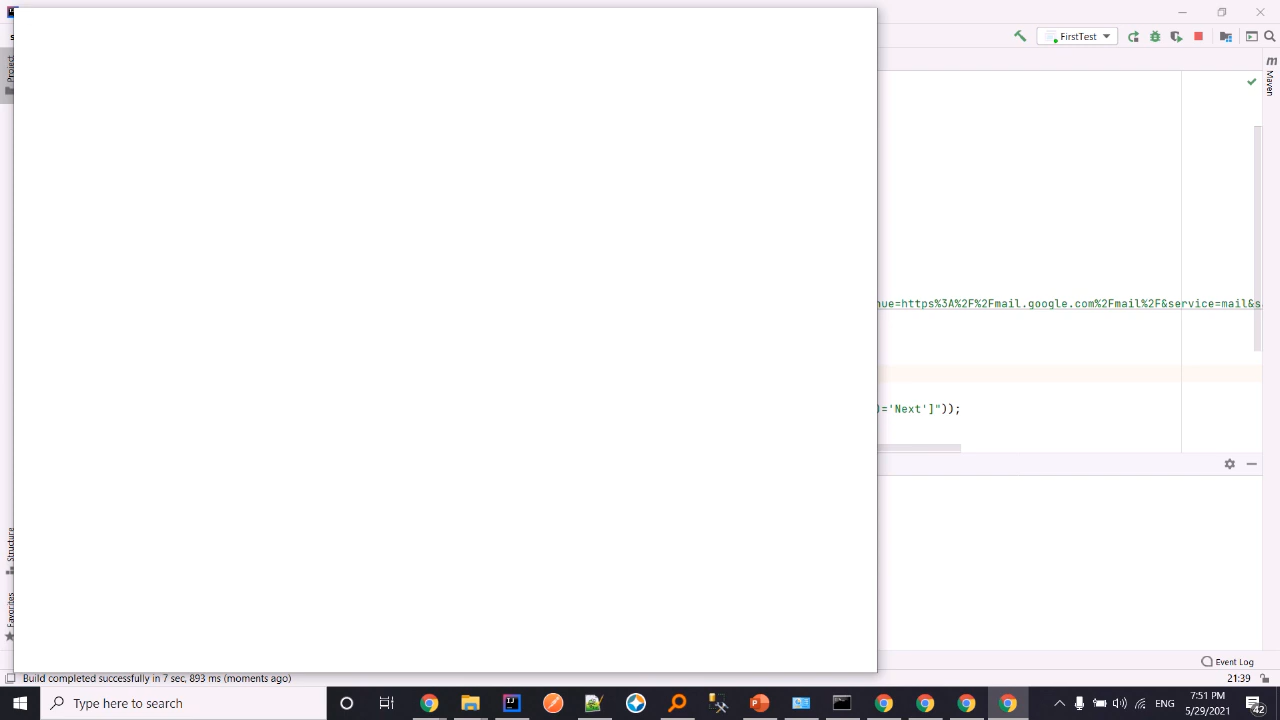 FirstTest
Project
Maven
nue=https%3A%2F%2Fmail.google.com%2Fmail%2F&service=mail&s
)='Next']"));
Structure
Favorites
Event Log
Build completed successfully in 7 sec, 893 ms (moments ago)
21:39
Type here to search
ENG
7:51 PM
5/29/2021
42